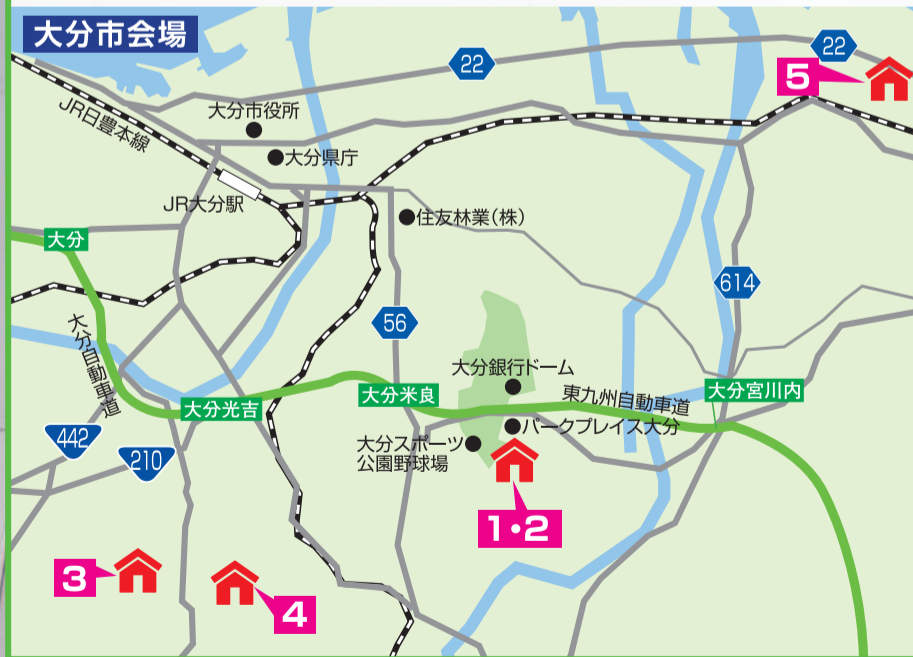 大分市会場
22
22
5
大分市役所
JR日豊本線
大分県庁
JR大分駅
住友林業(株)
大分
614
56
大分自動車道
大分銀行ドーム
大分米良
大分宮川内
東九州自動車道
大分光吉
パークプレイス大分
442
大分スポーツ
公園野球場
210
1・2
3
4